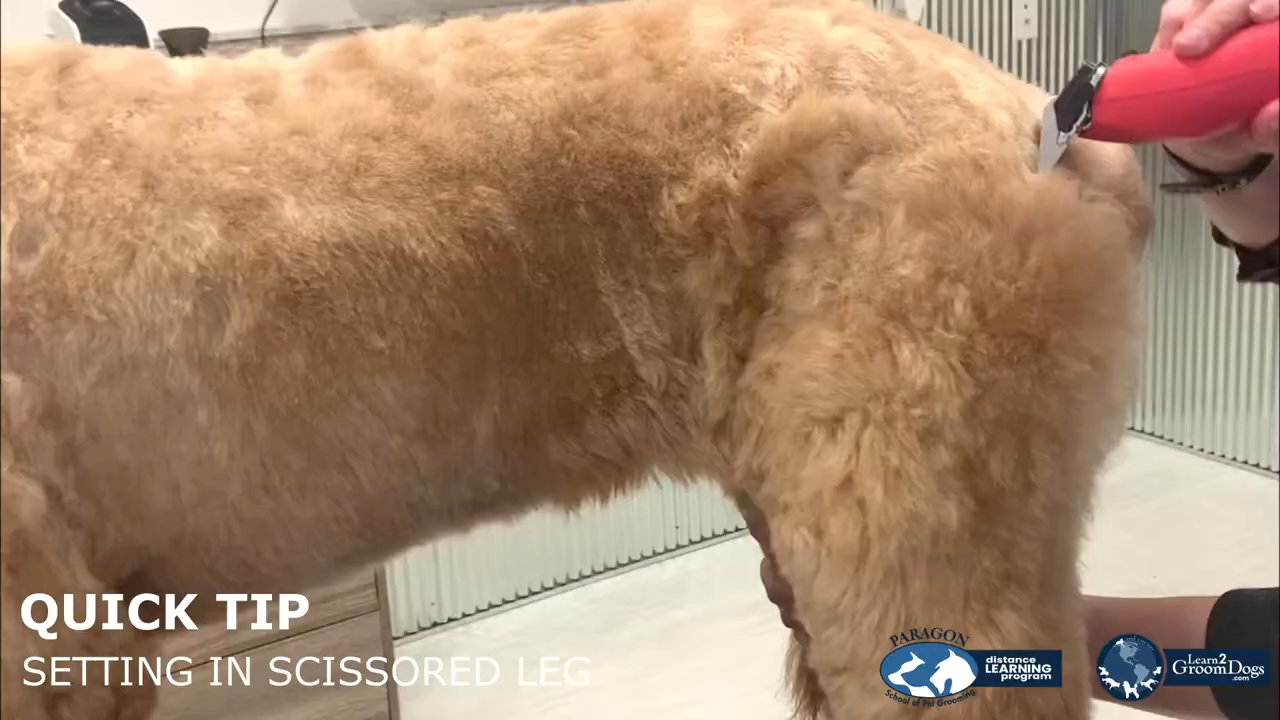 QUICK TIP
SETTING IN SCISSORED LEG
PARAGON
distance
LEARNING
program
School of Pet Grooming
Learn2
GroomDogs
.com